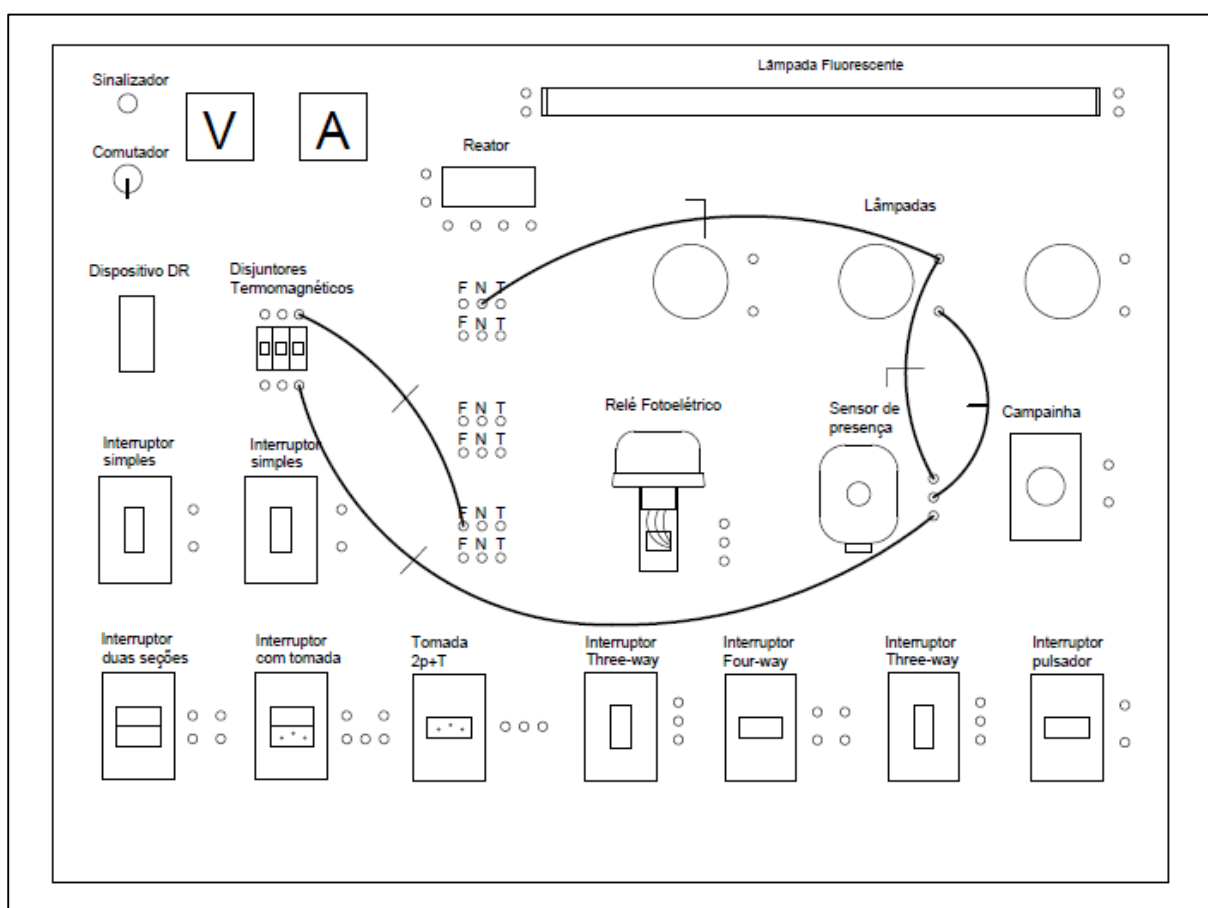 Lâmpada Fluorescente
Sinalizador
V
A
Comutador
Reator
Lâmpadas
Dispositivo DR
Disjuntores
Termomagnéticos
F N T
F N T
Relé Fotoelétrico
F N T
F N T
Sensor de
presença
Campainha
Interruptor
simples
Interruptor
simples
F N T
F N T
Interruptor
duas seções
Interruptor
com tomada
Tomada
2p+T
Interruptor
Three-way
Interruptor
Four-way
Interruptor
Three-way
Interruptor
pulsador